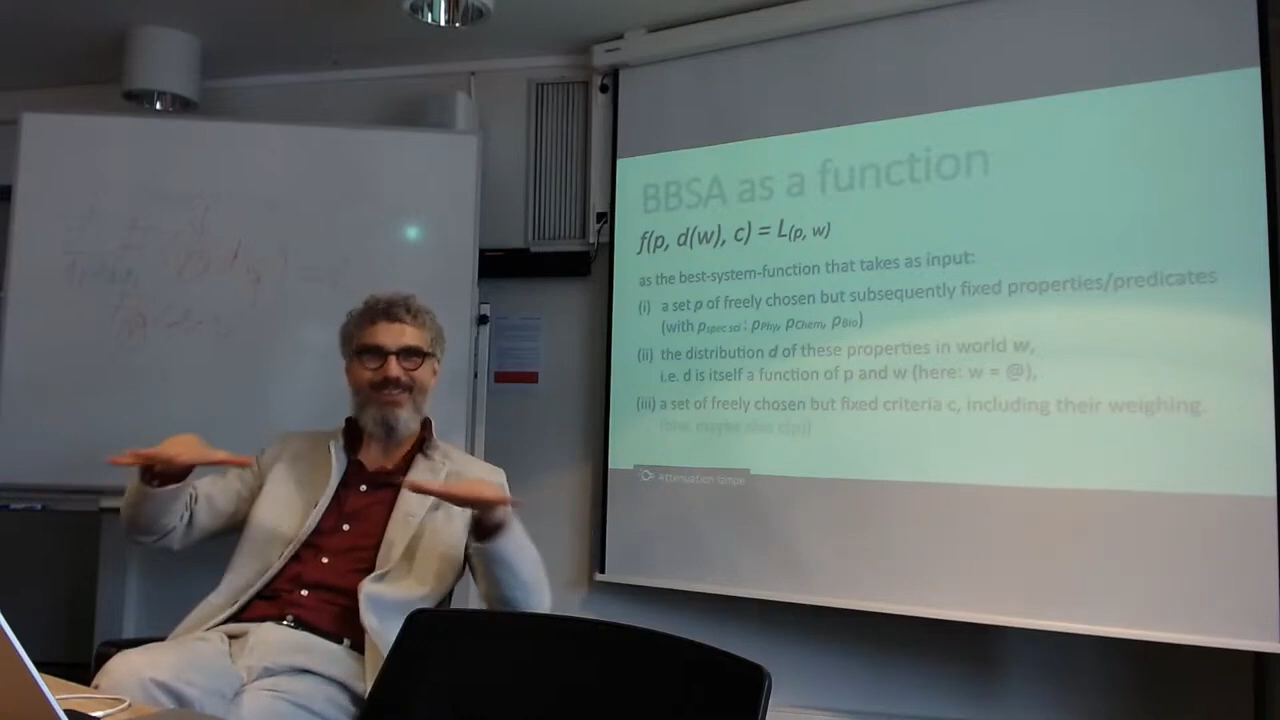 BBSA as a function
f(p, d(w), c) = L(p, w)
as the best-system-function that takes as input:
(i) a set p of freely chosen but subsequently fixed properties/predicates
(with pspec sci: pPhy, pChem, pBio)
(ii) the distribution d of these properties in world w,
i.e. d is itself a function of p and w (here: w = @),
(iii) a set of freely chosen but fixed criteria c, including their weighing.